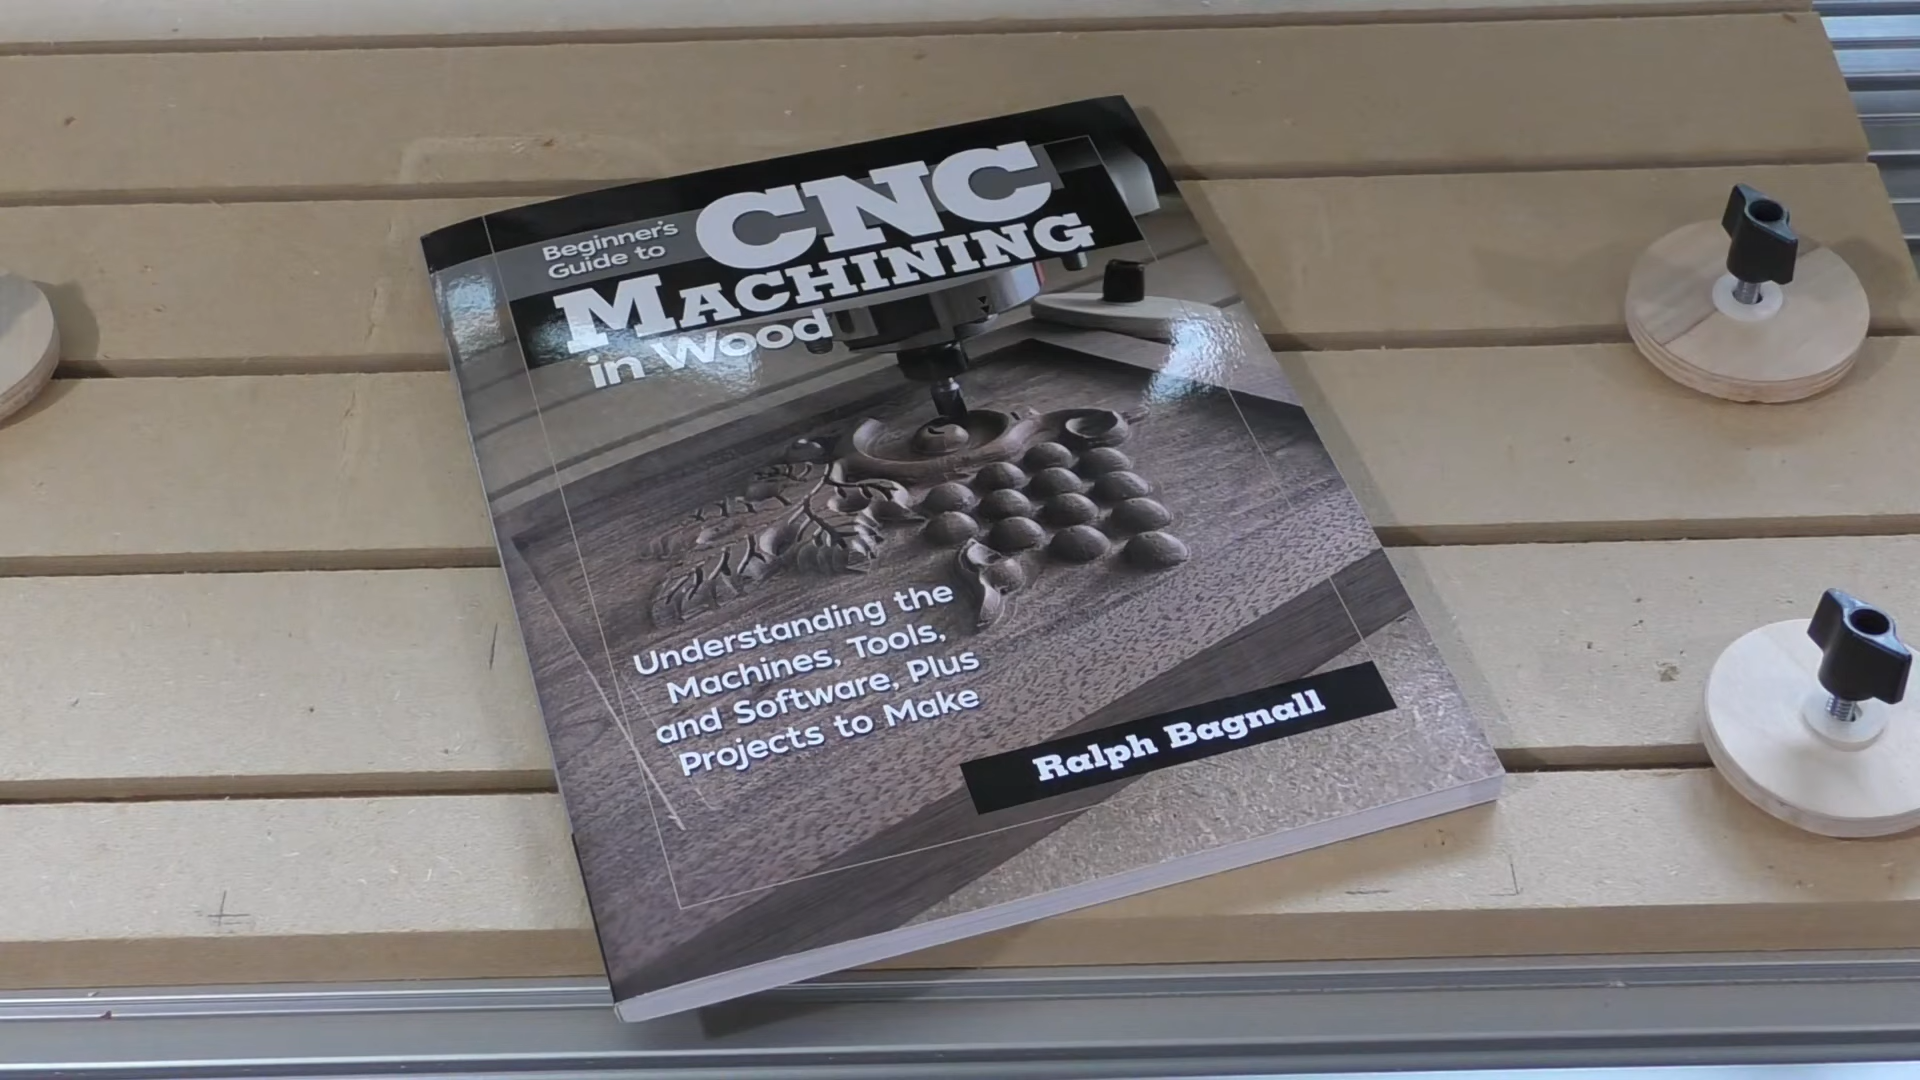 Beginner's
Guide to
CNC
MACHINING
in Wood
Understanding the
Machines, Tools,
and Software, Plus
Projects to Make
Ralph Bagnall